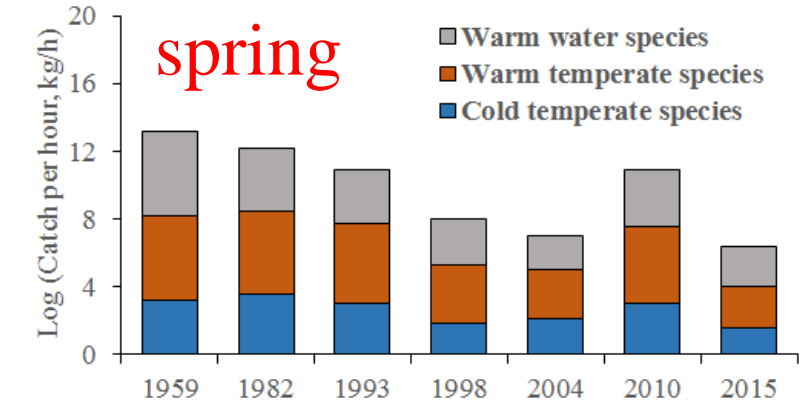 spring
Warm water species
Warm temperate species
Cold temperate species
Log (Catch per hour, kg/h)
20
16
12
8
4
0
1959 1982 1993 1998 2004 2010 2015